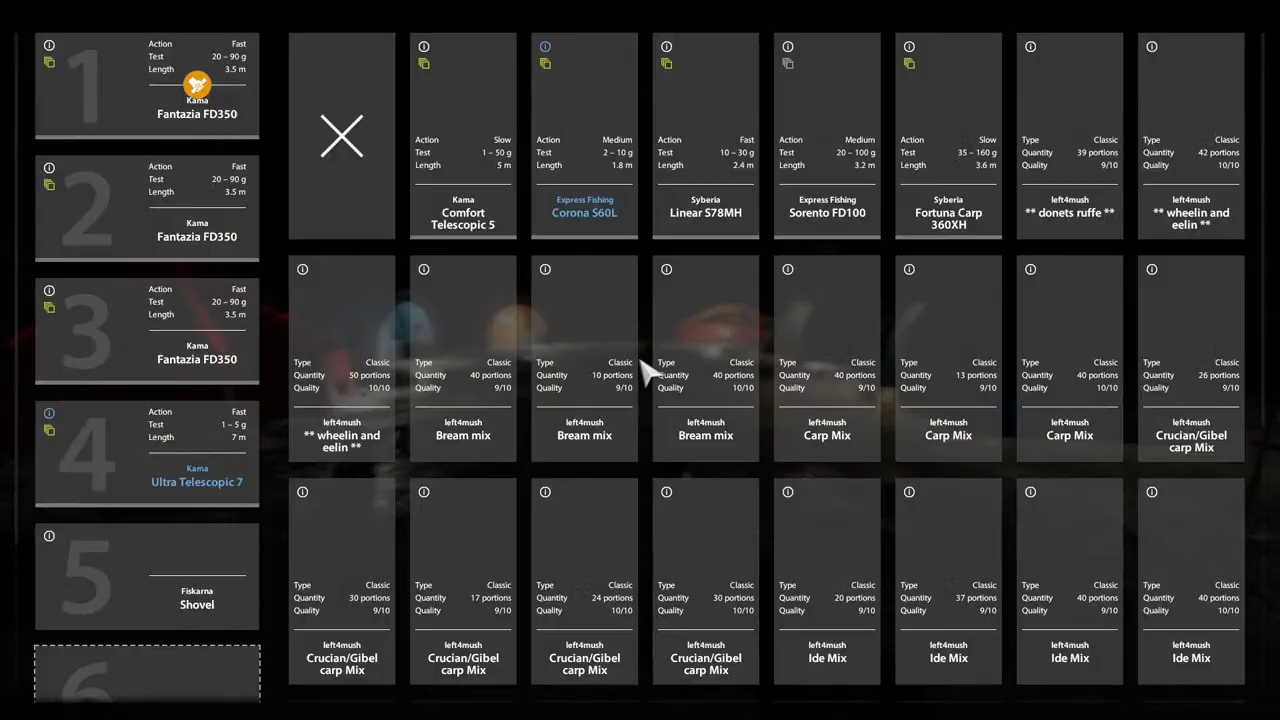 1
Action Fast
Test 20 – 90 g
Length 3.5 m
Kama
Fantazia FD350
2
Action Fast
Test 20 – 90 g
Length 3.5 m
Kama
Fantazia FD350
3
Action Fast
Test 20 – 90 g
Length 3.5 m
Kama
Fantazia FD350
4
Action Fast
Test 1 – 5 g
Length 7 m
Kama
Ultra Telescopic 7
5
Fiskarna
Shovel
6
Action Slow
Test 1 – 50 g
Length 5 m
Kama
Comfort
Telescopic 5
Action Medium
Test 2 – 10 g
Length 1.8 m
Express Fishing
Corona S60L
Action Fast
Test 10 – 30 g
Length 2.4 m
Syberia
Linear S78MH
Action Medium
Test 20 – 100 g
Length 3.2 m
Express Fishing
Sorento FD100
Action Slow
Test 35 – 160 g
Length 3.6 m
Syberia
Fortuna Carp
360XH
Type Classic
Quantity 39 portions
Quality 9/10
left4mush
** donets ruffe **
Type Classic
Quantity 42 portions
Quality 10/10
left4mush
** wheelin and
eelin **
Type Classic
Quantity 50 portions
Quality 10/10
left4mush
** wheelin and
eelin **
Type Classic
Quantity 40 portions
Quality 9/10
left4mush
Bream mix
Type Classic
Quantity 10 portions
Quality 9/10
left4mush
Bream mix
Type Classic
Quantity 40 portions
Quality 10/10
left4mush
Bream mix
Type Classic
Quantity 40 portions
Quality 9/10
left4mush
Carp Mix
Type Classic
Quantity 13 portions
Quality 9/10
left4mush
Carp Mix
Type Classic
Quantity 40 portions
Quality 10/10
left4mush
Carp Mix
Type Classic
Quantity 26 portions
Quality 9/10
left4mush
Crucian/Gibel
carp Mix
Type Classic
Quantity 30 portions
Quality 9/10
left4mush
Crucian/Gibel
carp Mix
Type Classic
Quantity 17 portions
Quality 9/10
left4mush
Crucian/Gibel
carp Mix
Type Classic
Quantity 24 portions
Quality 10/10
left4mush
Crucian/Gibel
carp Mix
Type Classic
Quantity 30 portions
Quality 10/10
left4mush
Crucian/Gibel
carp Mix
Type Classic
Quantity 20 portions
Quality 9/10
left4mush
Ide Mix
Type Classic
Quantity 37 portions
Quality 9/10
left4mush
Ide Mix
Type Classic
Quantity 40 portions
Quality 9/10
left4mush
Ide Mix
Type Classic
Quantity 40 portions
Quality 10/10
left4mush
Ide Mix